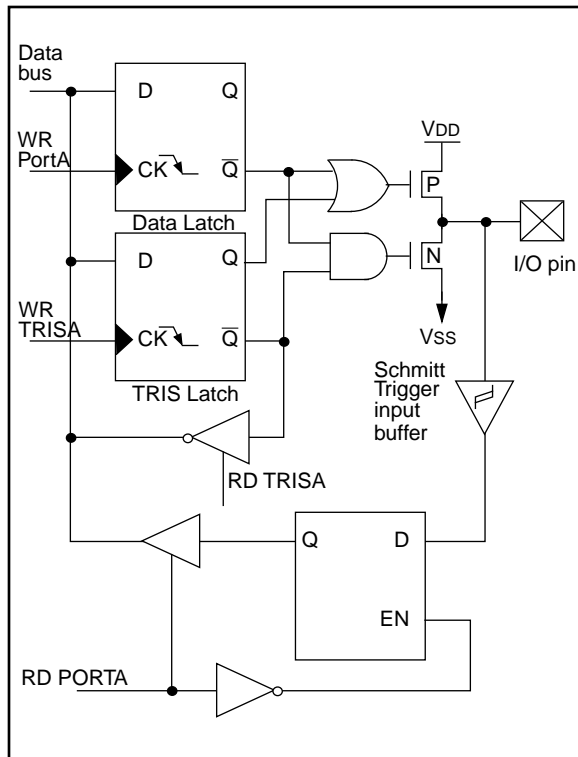 Data
bus
D
Q
WR
PortA
CK
Q
VDD
P
Data Latch
D
Q
N
I/O pin
WR
TRISA
CK
Q
VSS
TRIS Latch
Schmitt
Trigger
input
buffer
RD TRISA
Q
D
EN
RD PORTA